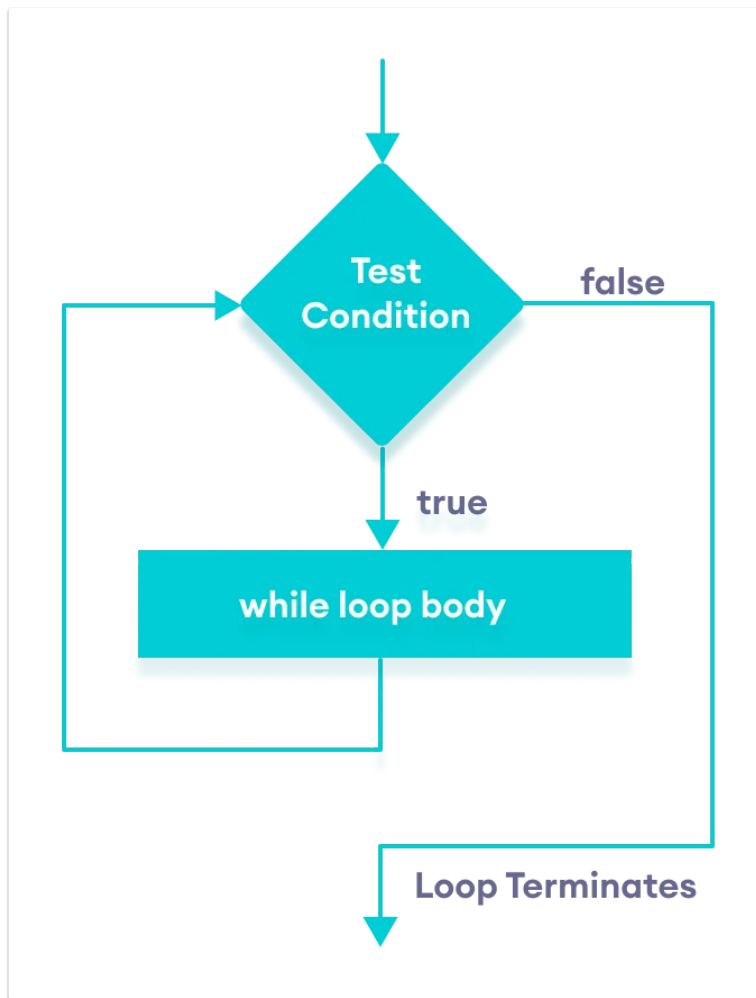 Test
Condition
false
true
while loop body
Loop Terminates